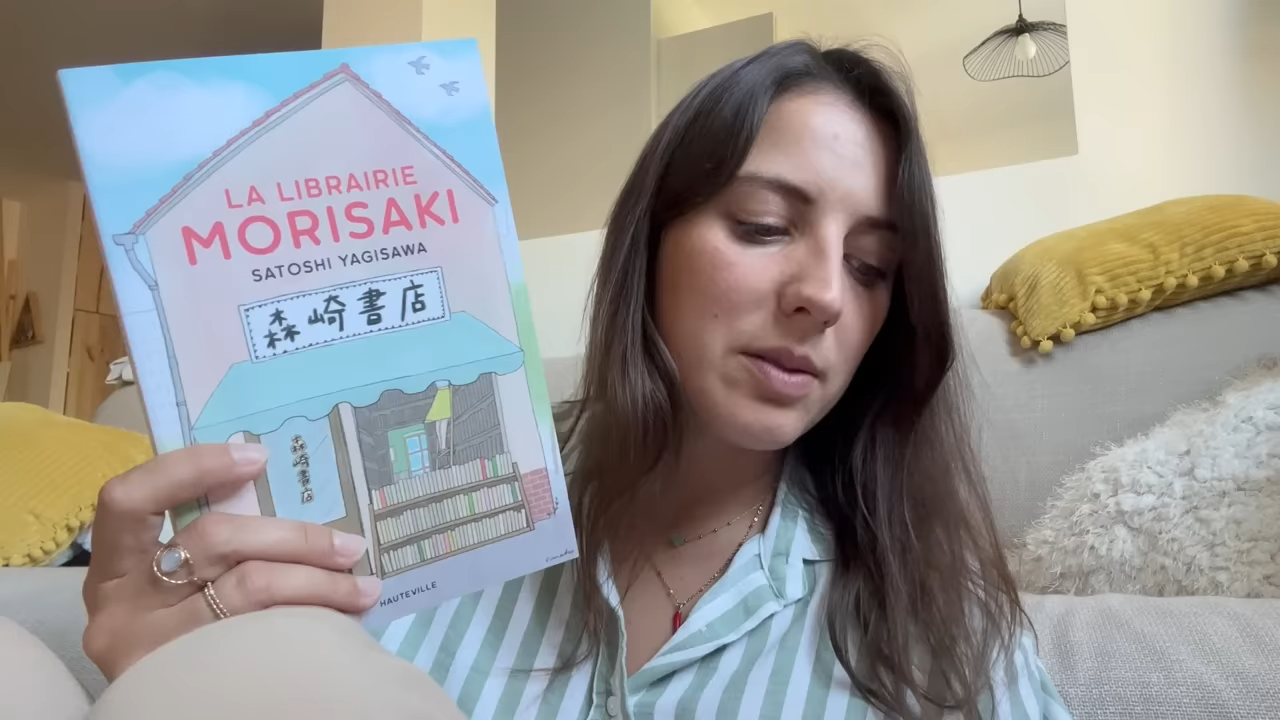 LA LIBRAIRIE
MORISAKI
SATOSHI YAGISAWA
森崎書店
森崎書店
HAUTEVILLE